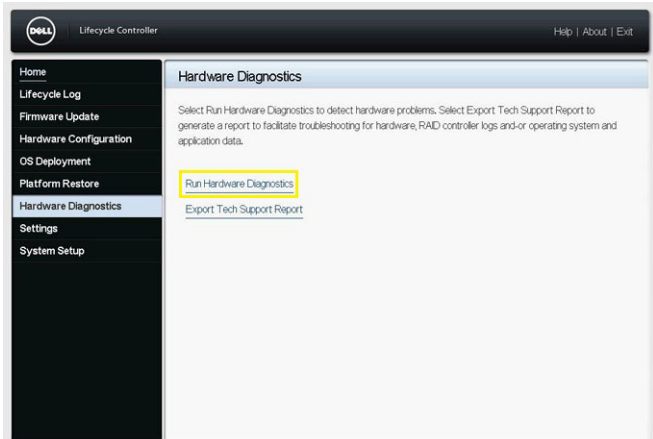 DELL
Lifecycle Controller
Help | About | Exit
Home
Lifecycle Log
Firmware Update
Hardware Configuration
OS Deployment
Platform Restore
Hardware Diagnostics
Settings
System Setup
Hardware Diagnostics
Select Run Hardware Diagnostics to detect hardware problems. Select Export Tech Support Report to
generate a report to facilitate troubleshooting for hardware, RAID controller logs and-or operating system and
application data.
Run Hardware Diagnostics
Export Tech Support Report